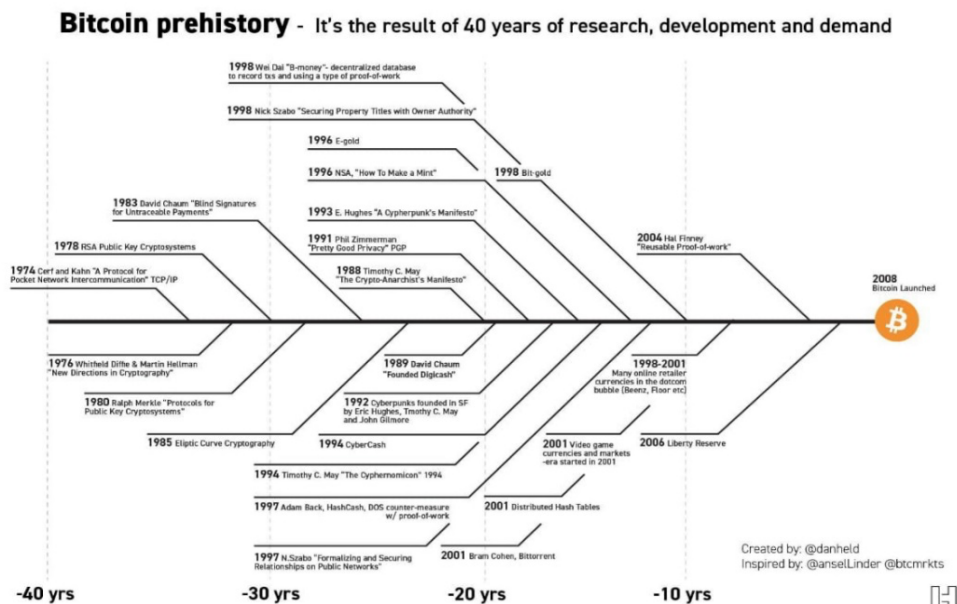 Bitcoin prehistory - It's the result of 40 years of research, development and demand
1998 Wei Dai "B-money"- decentralized database
to record txs and using a type of proof-of-work
1998 Nick Szabo "Securing Property Titles with Owner Authority"
1996 E-gold
1996 NSA, "How To Make a Mint"
1998 Bit-gold
1983 David Chaum "Blind Signatures
for Untraceable Payments"
1993 E. Hughes "A Cypherpunk's Manifesto"
1978 RSA Public Key Cryptosystems
1991 Phil Zimmerman
"Pretty Good Privacy" PGP
2004 Hal Finney
"Reusable Proof-of-work"
1974 Cerf and Kahn "A Protocol for
Pocket Network Intercommunication" TCP/IP
1988 Timothy C. May
"The Crypto-Anarchist's Manifesto"
2008
Bitcoin Launched
1976 Whitfield Diffe & Martin Hellman
"New Directions in Cryptography"
1989 David Chaum
"Founded Digicash"
1998-2001
Many online retailer
currencies in the dotcom
bubble (Beenz, Floor etc)
1980 Ralph Merkle "Protocols for
Public Key Cryptosystems"
1992 Cyberpunks founded in SF
by Eric Hughes, Timothy C. May
and John Gilmore
1985 Eliptic Curve Cryptography
1994 CyberCash
2001 Video game
currencies and markets
-era started in 2001
2006 Liberty Reserve
1994 Timothy C. May "The Cyphernomicon" 1994
1997 Adam Back, HashCash, DOS counter-measure
w/ proof-of-work
2001 Distributed Hash Tables
1997 N.Szabo "Formalizing and Securing
Relationships on Public Networks"
2001 Bram Cohen, Bittorrent
Created by: @danheld
Inspired by: @anselLinder @btcmrkts
-40 yrs
-30 yrs
-20 yrs
-10 yrs